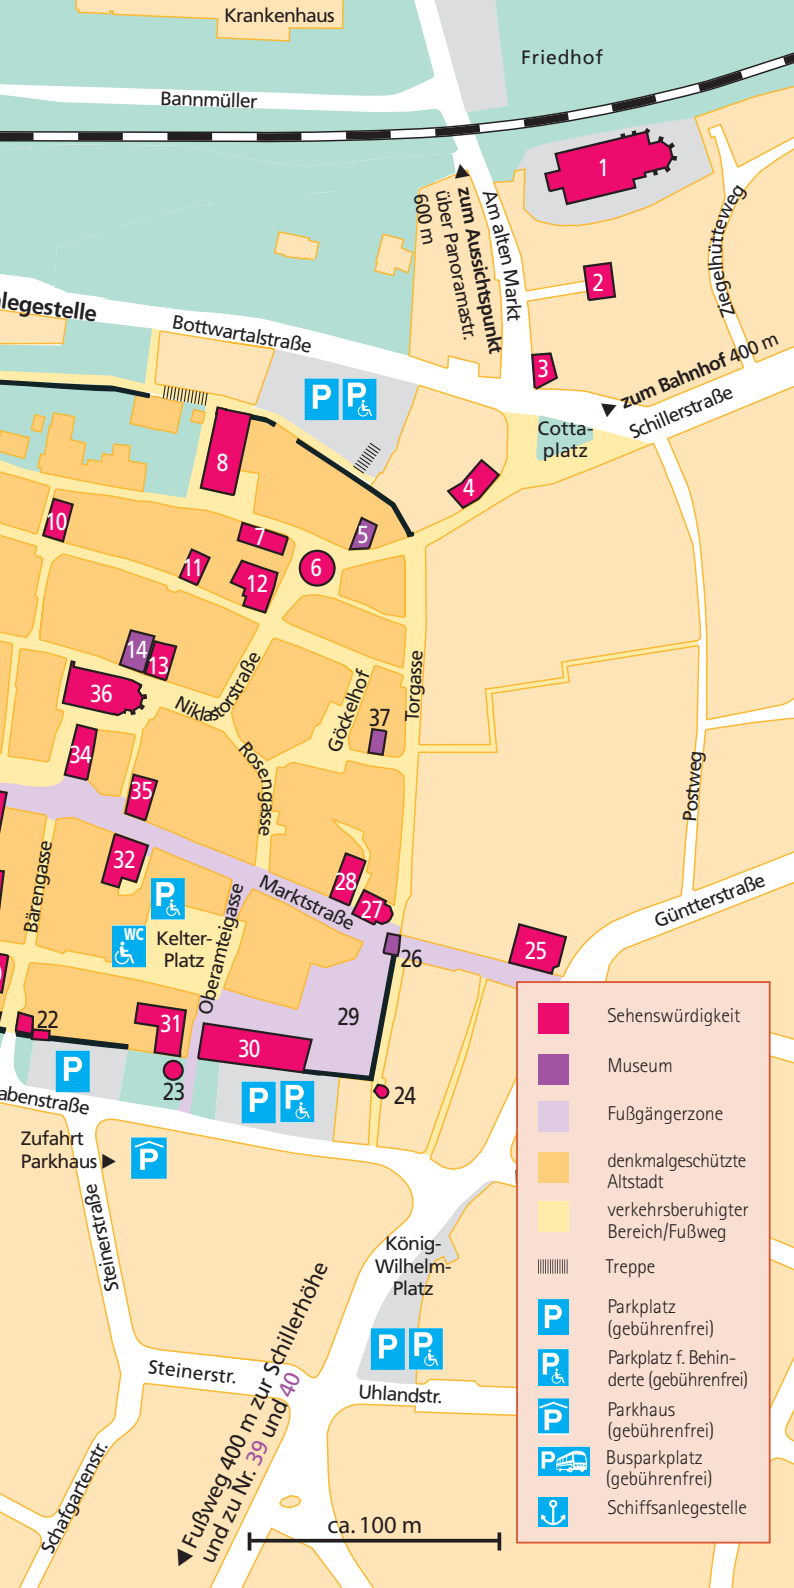 Krankenhaus
Friedhof
Bannmüller
1
zum Aussichtspunkt
über Panoramastr.
600 m
Am alten Markt
Ziegelhütteweg
2
legestelle
Bottwartalstraße
3
zum Bahnhof 400 m
Schillerstraße
P
P
Cotta-
platz
8
4
10
7
5
11
6
12
14
13
36
Niklastorstraße
Göckelhof
37
Torgasse
34
Rosengasse
35
Postweg
Bärengasse
32
28
Marktstraße
27
Günterstraße
P
WC
Kelter-
Platz
Oberamteigasse
26
25
22
31
29
30
P
23
P
P
24
abenstraße
Zufahrt
Parkhaus
P
Steinerstraße
König-
Wilhelm-
Platz
P
P
Steinerstr.
Uhlandstr.
Fußweg 400 m zur Schillerhöhe
und zu Nr. 39 und 40
Schafgartenstr.
ca. 100 m
Sehenswürdigkeit
Museum
Fußgängerzone
denkmalgeschützte
Altstadt
verkehrsberuhigter
Bereich/Fußweg
Treppe
P
Parkplatz
(gebührenfrei)
P
Parkplatz f. Behin-
derte (gebührenfrei)
P
Parkhaus
(gebührenfrei)
P
Busparkplatz
(gebührenfrei)
Schiffsanlegestelle